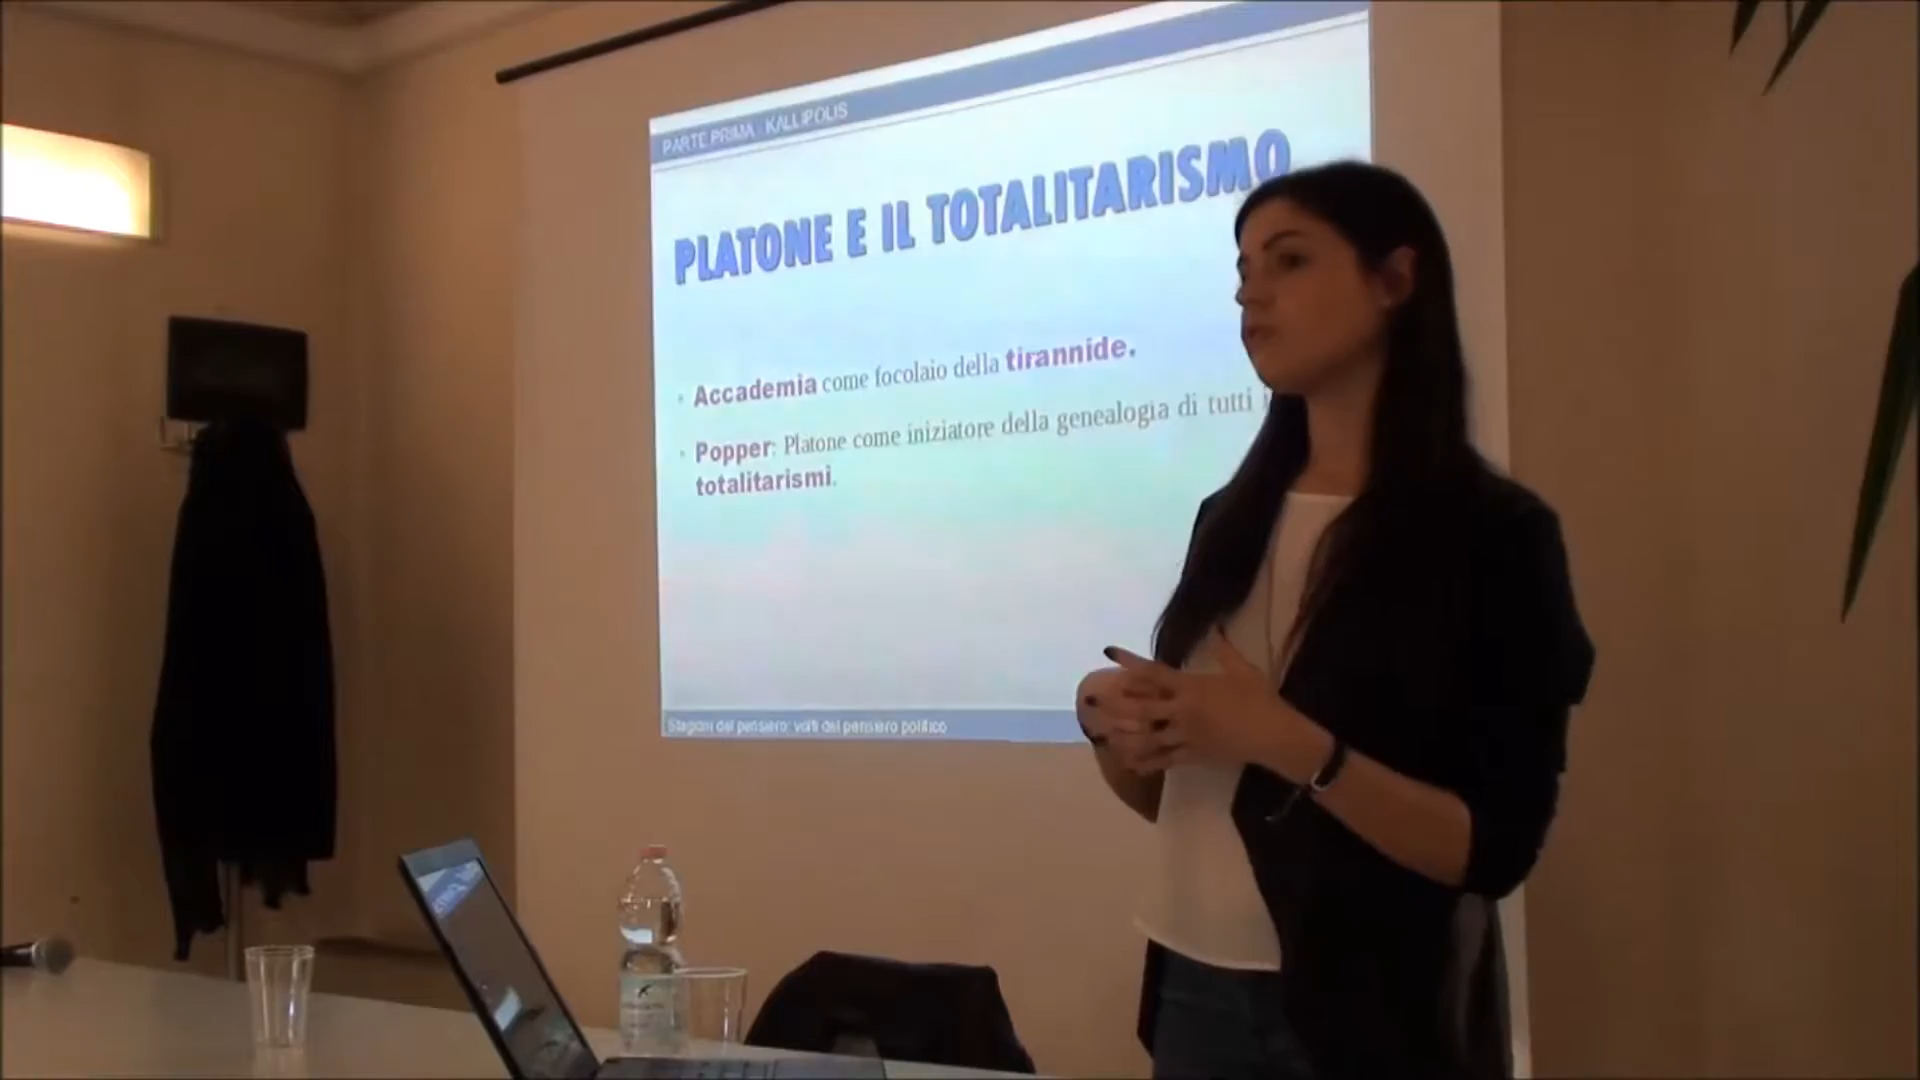 PARTE PRIMA : KALLIPOLIS
PLATONE E IL TOTALITARISMO
Accademia come focolaio della tirannide.
Popper: Platone come iniziatore della genealogia di tutti i
totalitarismi.
Stagioni del pensiero: volti del pensiero politico